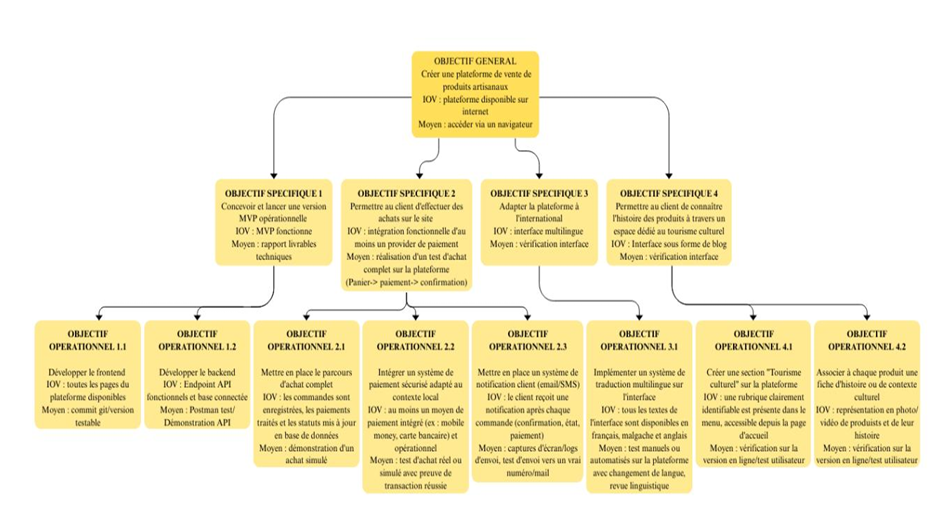 OBJECTIF GENERAL
Créer une plateforme de vente de
produits artisanaux
IOV : plateforme disponible sur
internet
Moyen : accéder via un navigateur
OBJECTIF SPECIFIQUE 1
Concevoir et lancer une version
MVP opérationnelle
IOV : MVP fonctionne
Moyen : rapport livrables
techniques
OBJECTIF SPECIFIQUE 2
Permettre au client d'effectuer des
achats sur le site
IOV : intégration fonctionnelle d'au
moins un provider de paiement
Moyen : réalisation d'un test d'achat
complet sur la plateforme
(Panier-> paiement-> confirmation)
OBJECTIF SPECIFIQUE 3
Adapter la plateforme à
l'international
IOV : interface multilingue
Moyen : vérification interface
OBJECTIF SPECIFIQUE 4
Permettre au client de connaître
l'histoire des produits à travers un
espace dédié au tourisme culturel
IOV : Interface sous forme de blog
Moyen : vérification interface
OBJECTIF
OPERATIONNEL 1.1
Développer le frontend
IOV : toutes les pages du
plateforme disponibles
Moyen : commit git/version
testable
OBJECTIF
OPERATIONNEL 1.2
Développer le backend
IOV : Endpoint API
fonctionnels et base connectée
Moyen : Postman test/
Démonstration API
OBJECTIF
OPERATIONNEL 2.1
Mettre en place le parcours
d'achat complet
IOV : les commandes sont
enregistrées, les paiements
traités et les statuts mis à jour
en base de données
Moyen : démonstration d'un
achat simulé
OBJECTIF
OPERATIONNEL 2.2
Intégrer un système de
paiement sécurisé adapté au
contexte local
IOV : au moins un moyen de
paiement intégré (ex : mobile
money, carte bancaire) et
opérationnel
Moyen : test d'achat réel ou
simulé avec preuve de
transaction réussie
OBJECTIF
OPERATIONNEL 2.3
Mettre en place un système de
notification client (email/SMS)
IOV : le client reçoit une
notification après chaque
commande (confirmation, état,
paiement)
Moyen : captures d'écran/logs
d'envoi, test d'envoi vers un vrai
numéro/mail
OBJECTIF
OPERATIONNEL 3.1
Implémenter un système de
traduction multilingue sur
l'interface
IOV : tous les textes de
l'interface sont disponibles en
français, malgache et anglais
Moyen : test manuels ou
automatisés sur la plateforme
avec changement de langue,
revue linguistique
OBJECTIF
OPERATIONNEL 4.1
Créer une section "Tourisme
culturel" sur la plateforme
IOV : une rubrique clairement
identifiable est présente dans le
menu, accessible depuis la page
d'accueil
Moyen : vérification sur la
version en ligne/test utilisateur
OBJECTIF
OPERATIONNEL 4.2
Associer à chaque produit une
fiche d'histoire ou de contexte
culturel
IOV : représentation en photo/
vidéo de produits et de leur
histoire
Moyen : vérification sur la
version en ligne/test utilisateur